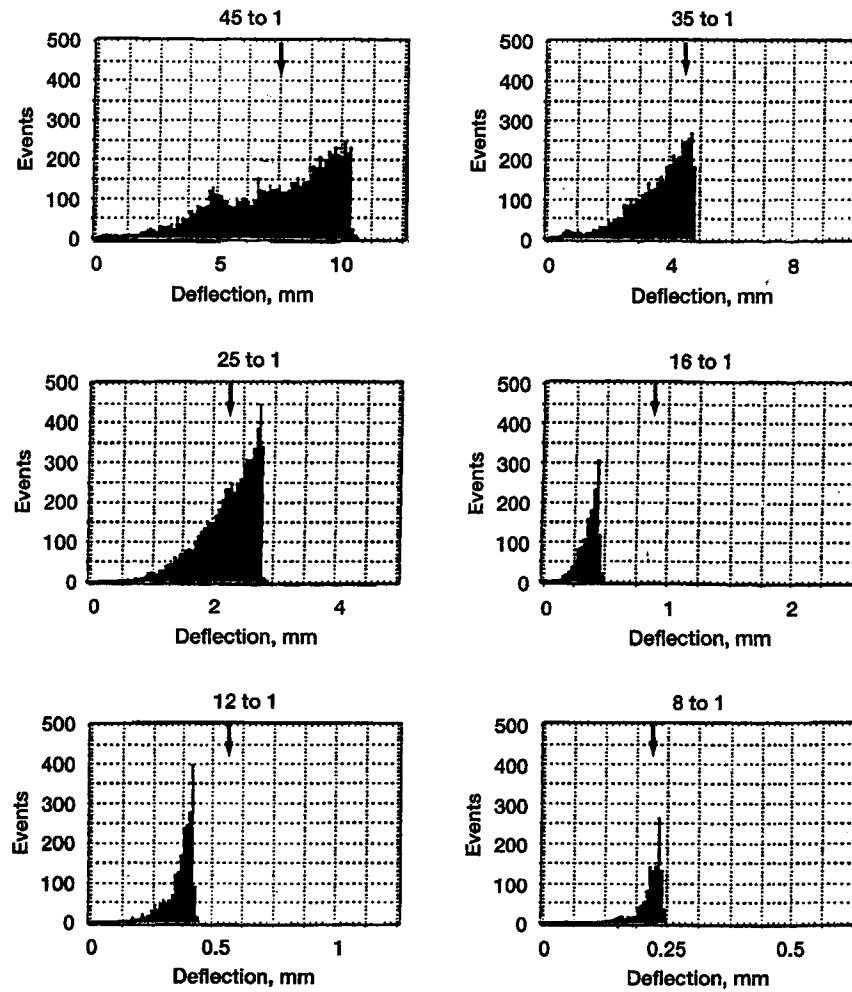 45 to 1
500
400
300
200
100
0
Events
0 5 10
Deflection, mm
35 to 1
500
400
300
200
100
0
Events
0 4 8
Deflection, mm
25 to 1
500
400
300
200
100
0
Events
0 2 4
Deflection, mm
16 to 1
500
400
300
200
100
0
Events
0 1 2
Deflection, mm
12 to 1
500
400
300
200
100
0
Events
0 0.5 1
Deflection, mm
8 to 1
500
400
300
200
100
0
Events
0 0.25 0.5
Deflection, mm